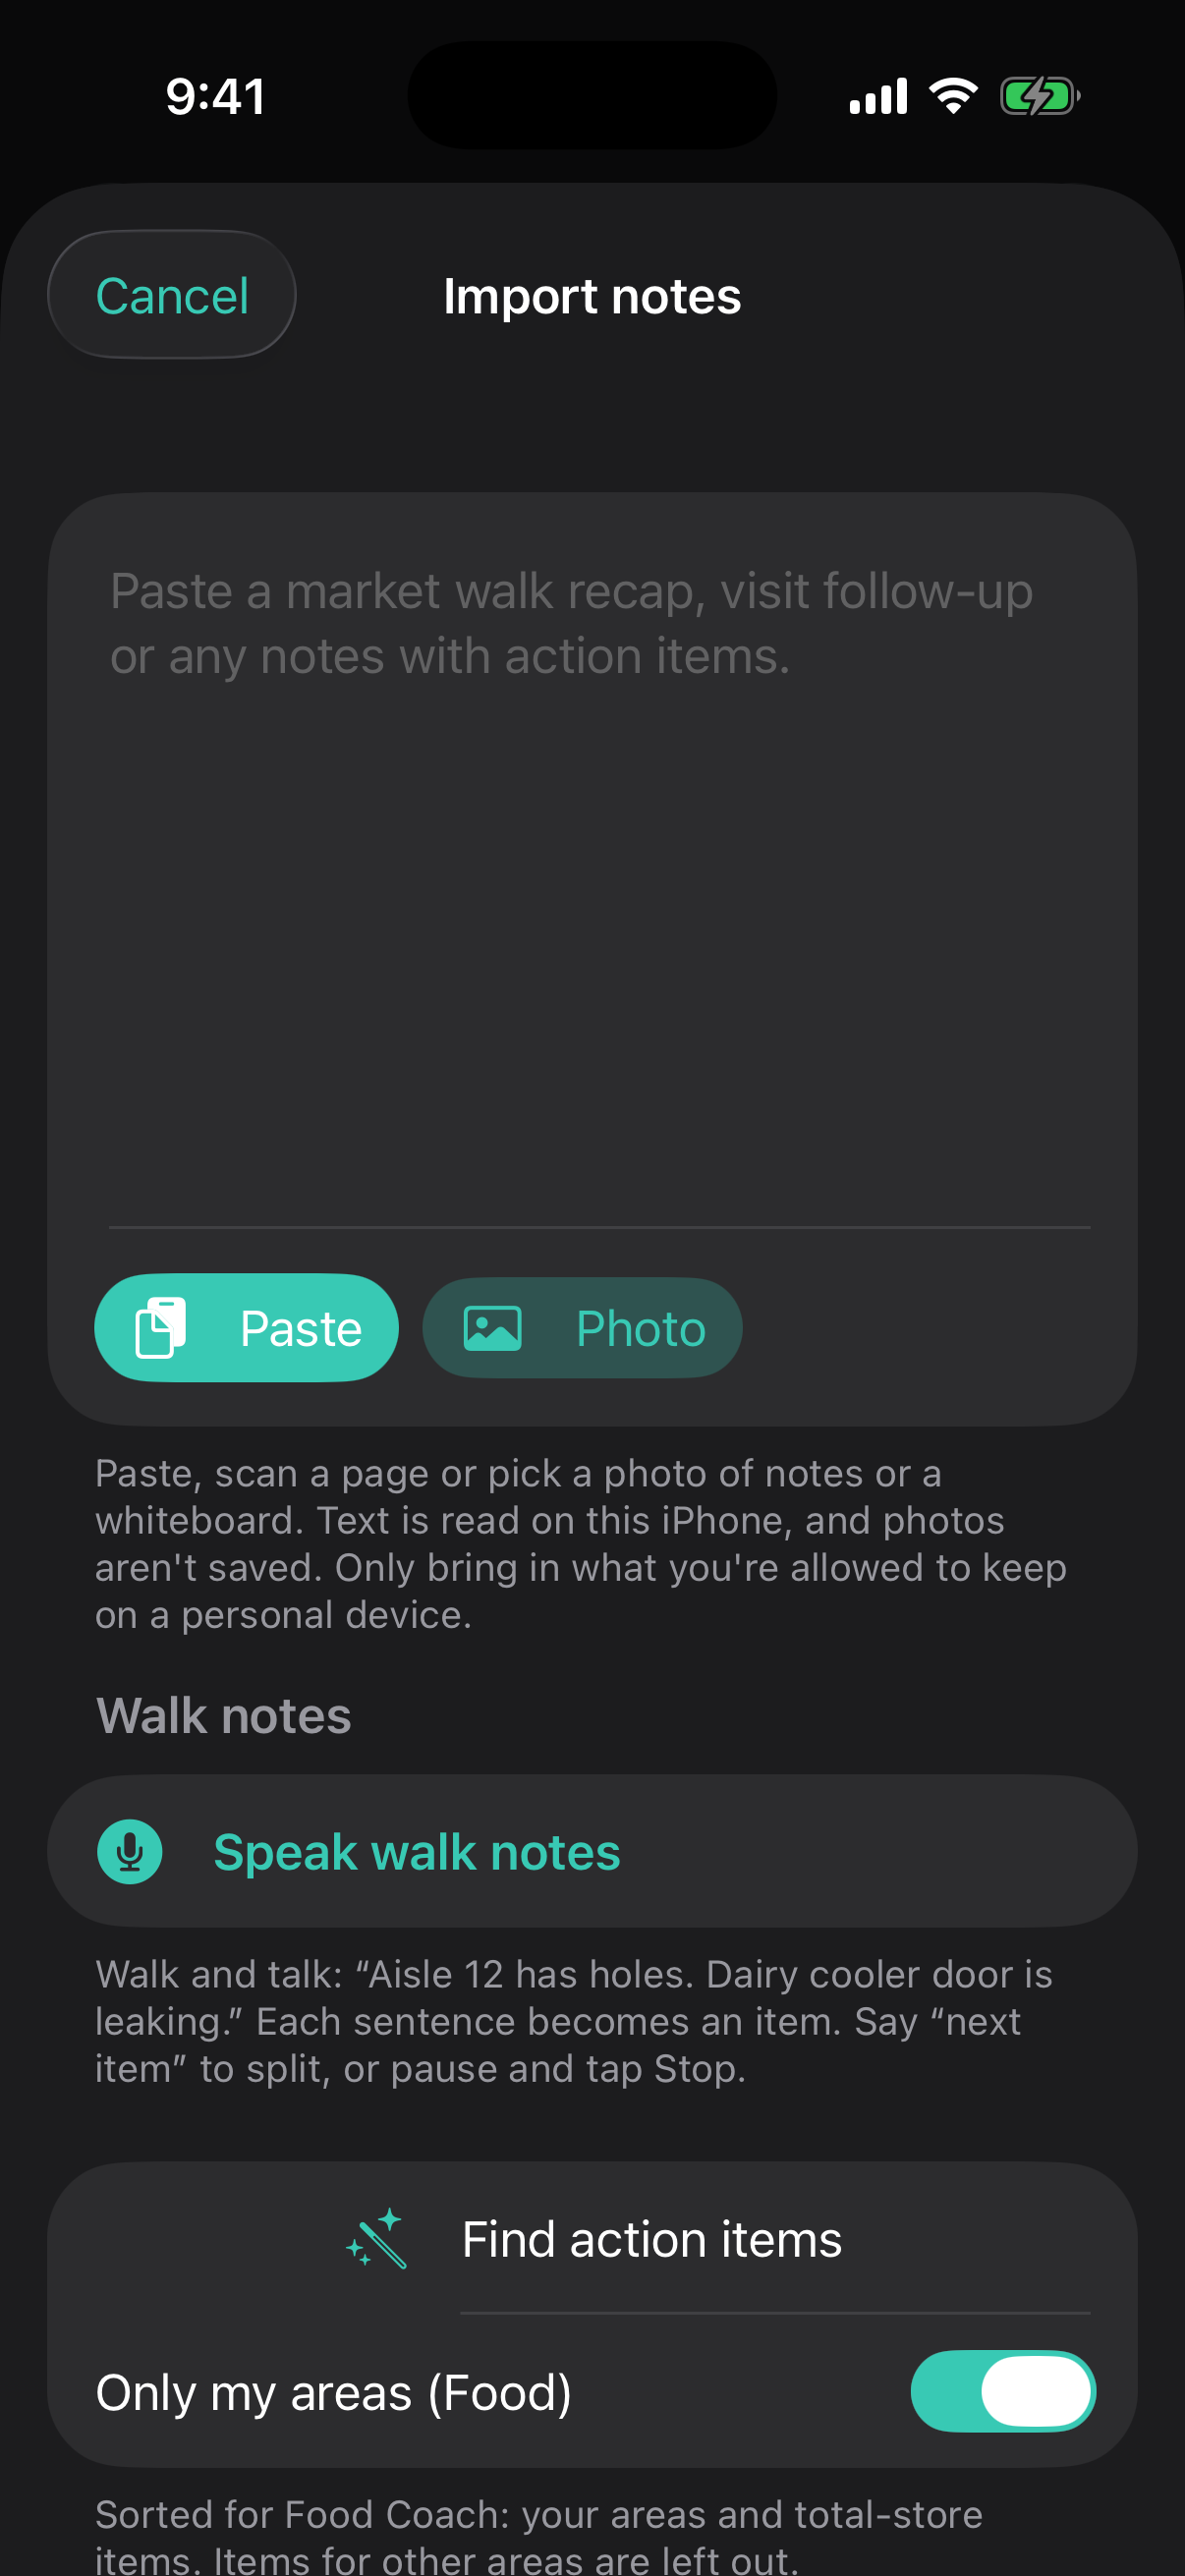 9:41
Cancel
Import notes
Paste a market walk recap, visit follow-up
or any notes with action items.
Paste
Photo
Paste, scan a page or pick a photo of notes or a
whiteboard. Text is read on this iPhone, and photos
aren't saved. Only bring in what you're allowed to keep
on a personal device.
Walk notes
Speak walk notes
Walk and talk: “Aisle 12 has holes. Dairy cooler door is
leaking.” Each sentence becomes an item. Say “next
item” to split, or pause and tap Stop.
Find action items
Only my areas (Food)
Sorted for Food Coach: your areas and total-store
items. Items for other areas are left out.